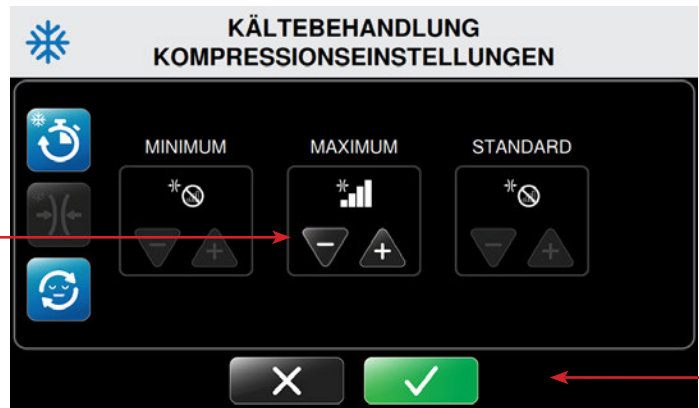 KÄLTEBEHANDLUNG
KOMPRESSIONSEINSTELLUNGEN
MINIMUM
MAXIMUM
STANDARD